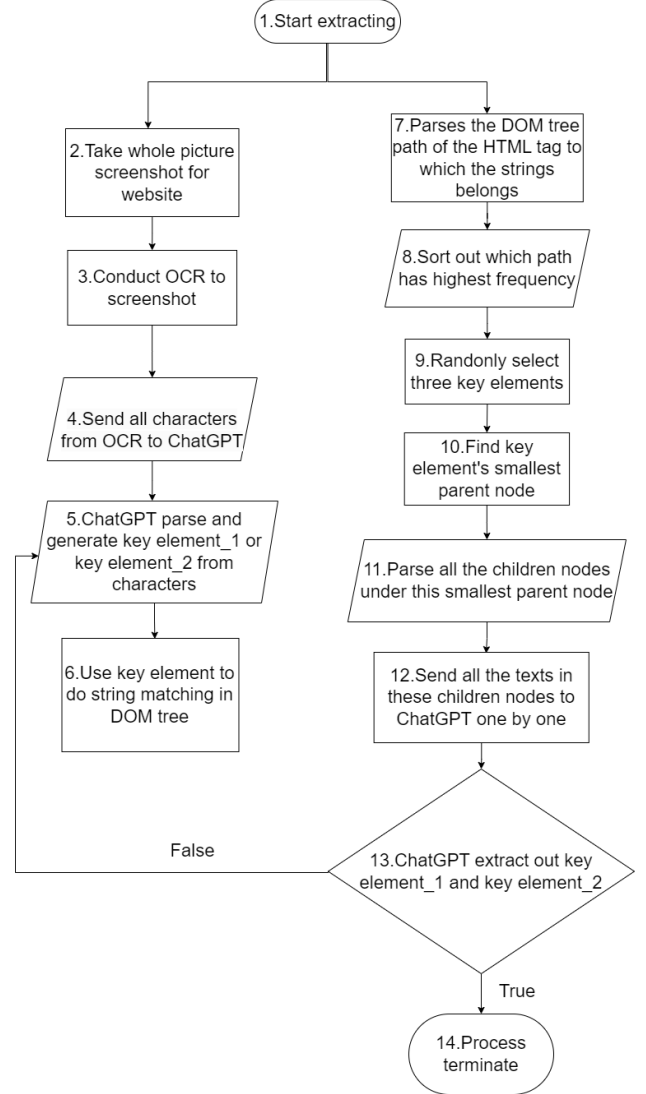 1.Start extracting
2.Take whole picture
screenshot for
website
3.Conduct OCR to
screenshot
4.Send all characters
from OCR to ChatGPT
5.ChatGPT parse and
generate key element_1 or
key element_2 from
characters
6.Use key element to
do string matching in
DOM tree
7.Parses the DOM tree
path of the HTML tag to
which the strings
belongs
8.Sort out which path
has highest frequency
9.Randonly select
three key elements
10.Find key
element's smallest
parent node
11.Parse all the children nodes
under this smallest parent node
12.Send all the texts in
these children nodes to
ChatGPT one by one
13.ChatGPT extract out key
element_1 and key element_2
False
True
14.Process
terminate